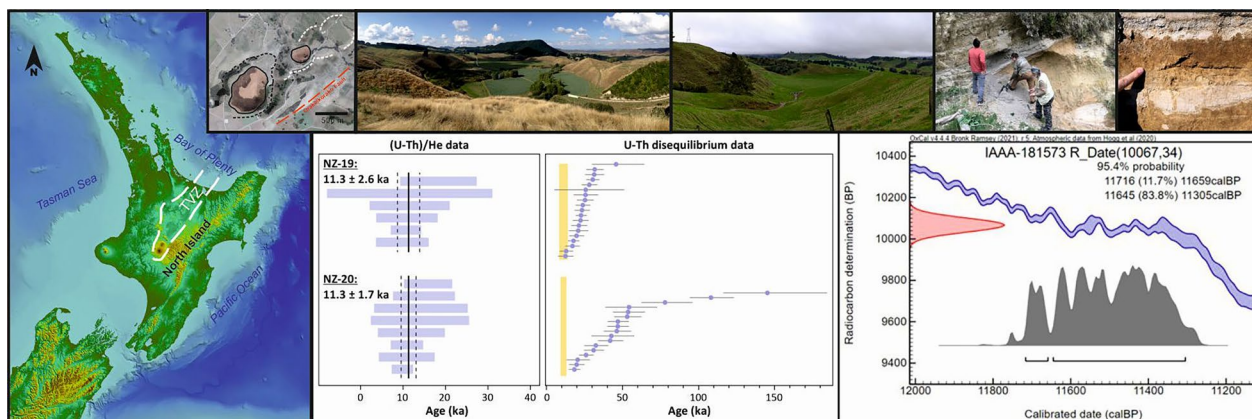 N
Tasman Sea
Bay of Plenty
TVZ
North Island
Pacific Ocean
500 m
(U-Th)/He data
NZ-19:
11.3 ± 2.6 ka
NZ-20:
11.3 ± 1.7 ka
0 10 20 30 40
Age (ka)
U-Th disequilibrium data
0 50 100 150
Age (ka)
OxCal v4.4.4 Bronk Ramsey (2021); r:5, Atmospheric data from Hogg et al (2020)
IAAA-181573 R_Date(10067,34)
95.4% probability
11716 (11.7%) 11659calBP
11645 (83.8%) 11305calBP
Radiocarbon determination (BP)
10400
10200
10000
9800
9600
9400
12000 11800 11600 11400 11200
Calibrated date (calBP)